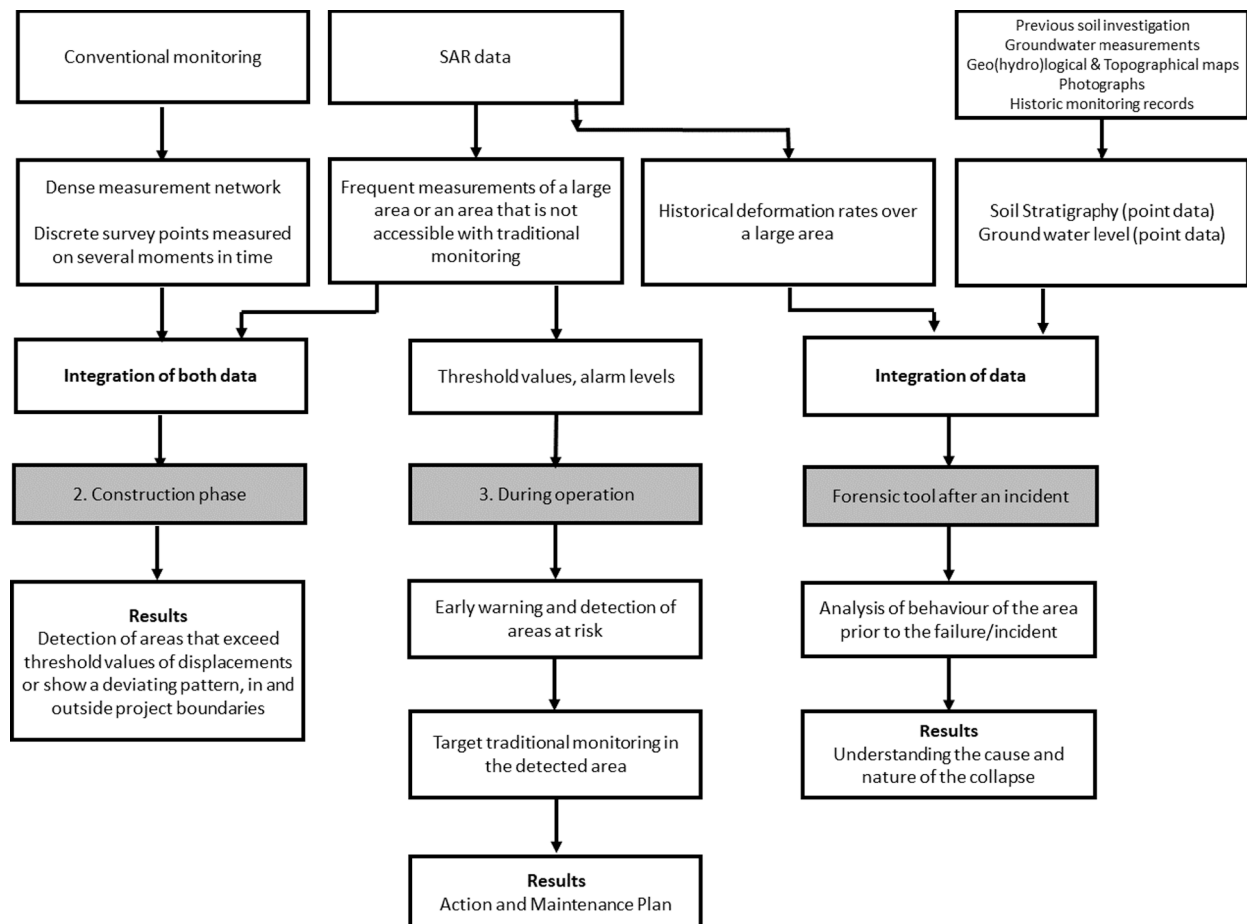 Conventional monitoring
SAR data
Previous soil investigation
Groundwater measurements
Geo(hydro)logical & Topographical maps
Photographs
Historic monitoring records
Dense measurement network
Discrete survey points measured
on several moments in time
Frequent measurements of a large
area or an area that is not
accessible with traditional
monitoring
Historical deformation rates over
a large area
Soil Stratigraphy (point data)
Ground water level (point data)
Integration of both data
Threshold values, alarm levels
Integration of data
2. Construction phase
3. During operation
Forensic tool after an incident
Results
Detection of areas that exceed
threshold values of displacements
or show a deviating pattern, in and
outside project boundaries
Early warning and detection of
areas at risk
Analysis of behaviour of the area
prior to the failure/incident
Target traditional monitoring in
the detected area
Results
Understanding the cause and
nature of the collapse
Results
Action and Maintenance Plan